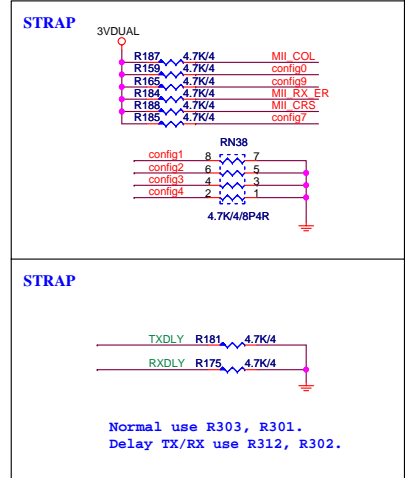 STRAP
3VDUAL
R187 4.7K/4 MII_COL
R159 4.7K/4 config0
R165 4.7K/4 config9
R184 4.7K/4 MII_RX_ER
R188 4.7K/4 MII_CRS
R185 4.7K/4 config7
RN38
config1 8 7
config2 6 5
config3 4 3
config4 2 1
4.7K/4/8P4R
STRAP
TXDLY R181 4.7K/4
RXDLY R175 4.7K/4
Normal use R303, R301.
Delay TX/RX use R312, R302.